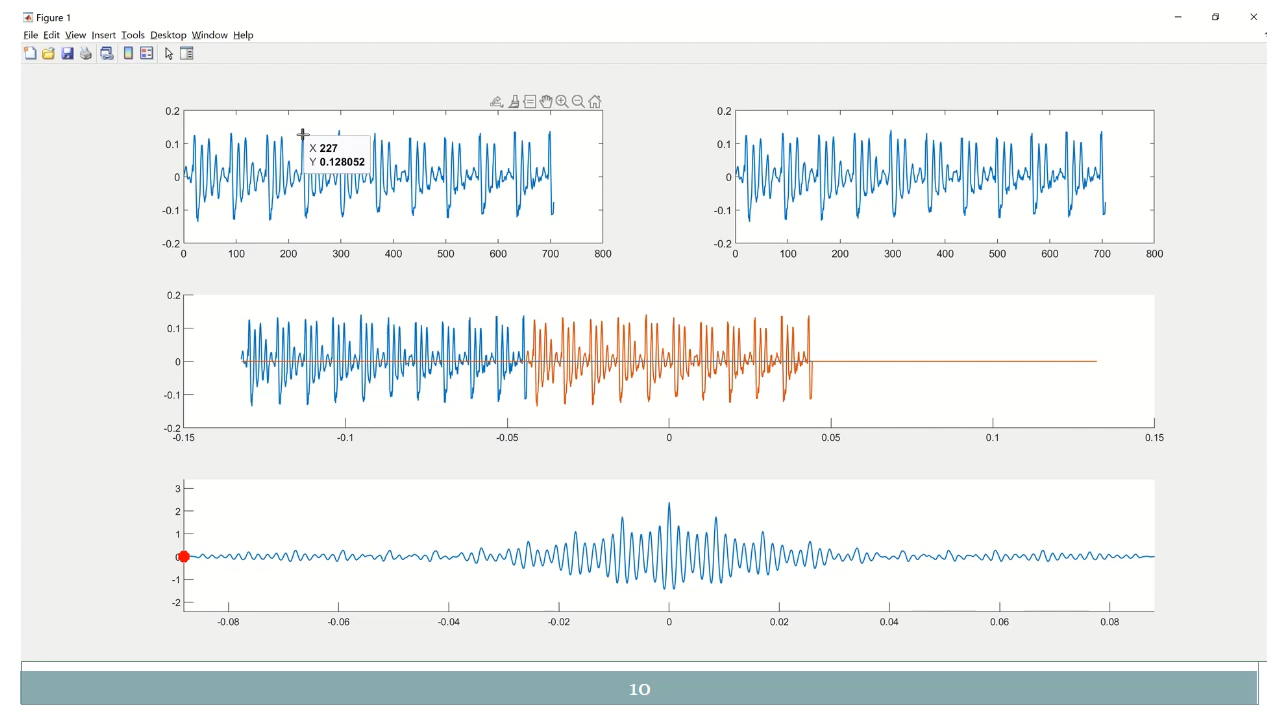 Figure 1
File Edit View Insert Tools Desktop Window Help
0.2
0.1
0
-0.1
-0.2
0 100 200 300 400 500 600 700 800
X 227
Y 0.128052
0.2
0.1
0
-0.1
-0.2
0 100 200 300 400 500 600 700 800
0.2
0.1
0
-0.1
-0.2
-0.15 -0.1 -0.05 0 0.05 0.1 0.15
3
2
1
0
-1
-2
-0.08 -0.06 -0.04 -0.02 0 0.02 0.04 0.06 0.08
10